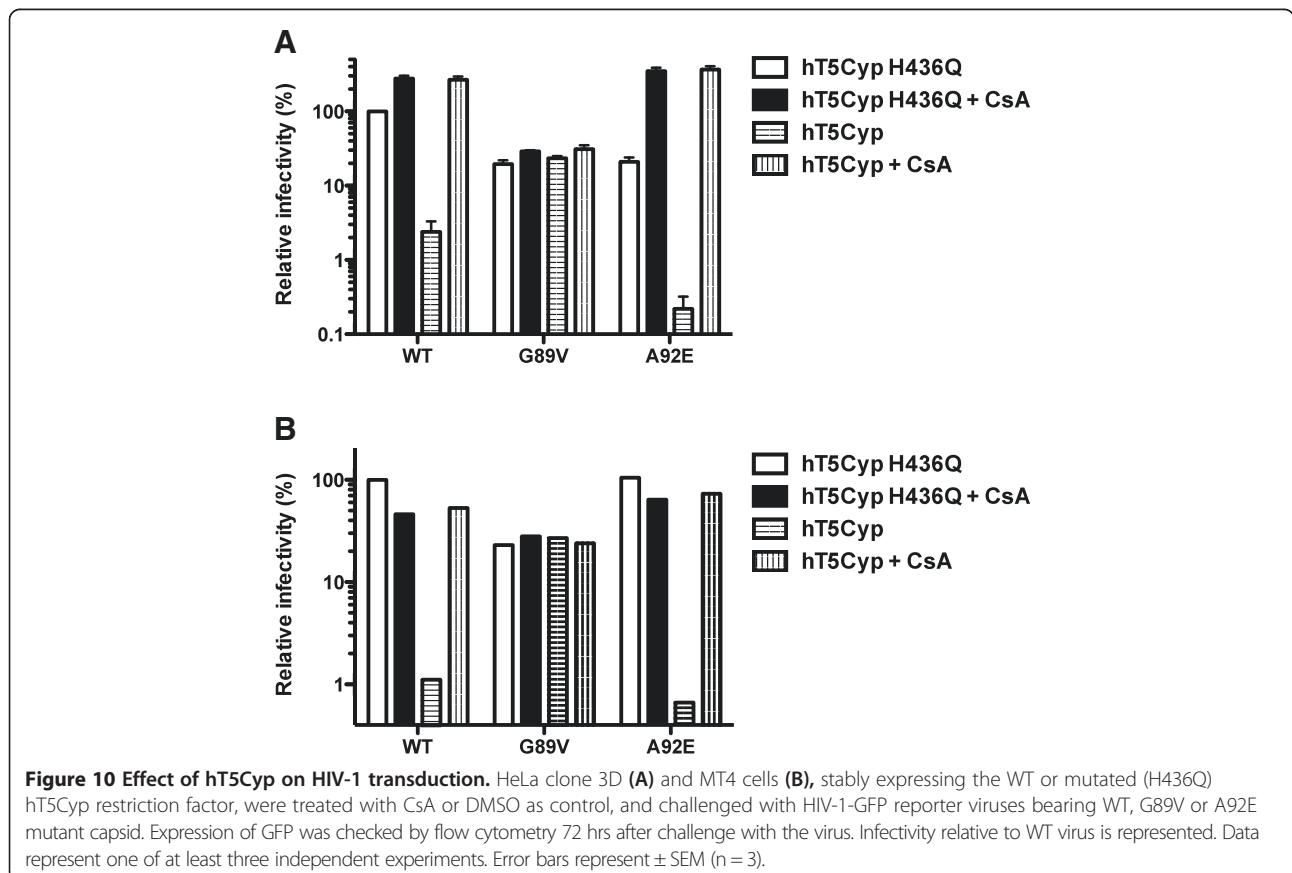 A
Relative infectivity (%)
100
10
1
0.1
WT G89V A92E
hT5Cyp H436Q
hT5Cyp H436Q + CsA
hT5Cyp
hT5Cyp + CsA
B
Relative infectivity (%)
100
10
1
WT G89V A92E
hT5Cyp H436Q
hT5Cyp H436Q + CsA
hT5Cyp
hT5Cyp + CsA
Figure 10 Effect of hT5Cyp on HIV-1 transduction. HeLa clone 3D (A) and MT4 cells (B), stably expressing the WT or mutated (H436Q)
hT5Cyp restriction factor, were treated with CsA or DMSO as control, and challenged with HIV-1-GFP reporter viruses bearing WT, G89V or A92E
mutant capsid. Expression of GFP was checked by flow cytometry 72 hrs after challenge with the virus. Infectivity relative to WT virus is represented. Data
represent one of at least three independent experiments. Error bars represent ± SEM (n = 3).